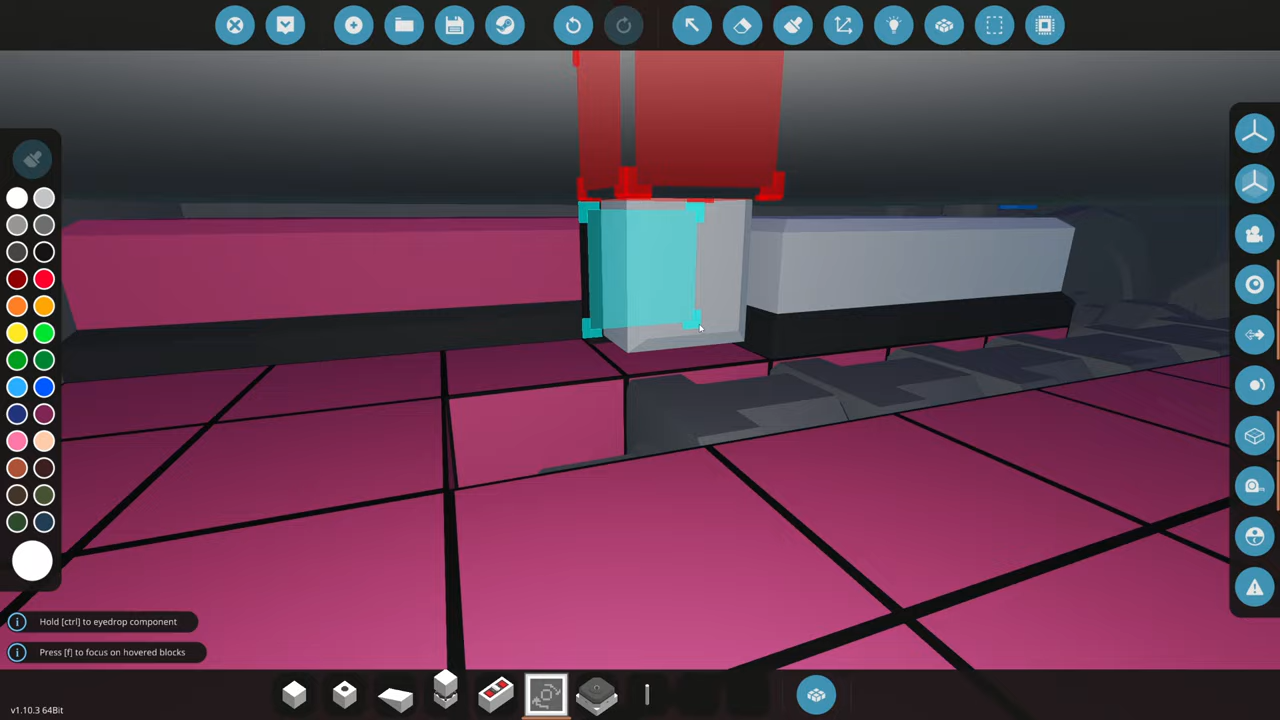 Hold [ctrl] to eyedrop component
Press [f] to focus on hovered blocks
v1.10.3 64Bit